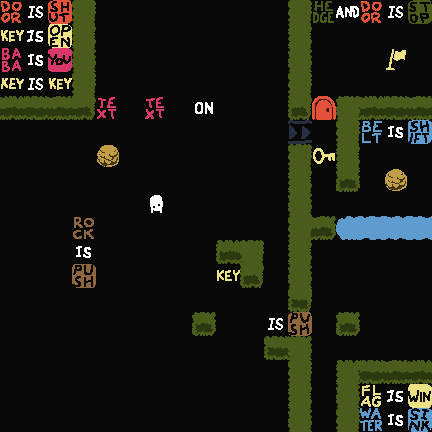 DOOR IS SHUT
HEDGE AND DOOR IS STOP
KEY IS OPEN
BABA IS YOU
KEY IS KEY
TEXT TEXT ON
BELT IS SHIFT
ROCK
IS
PUSH
KEY
IS PUSH
FLAG IS WIN
WATER IS SINK